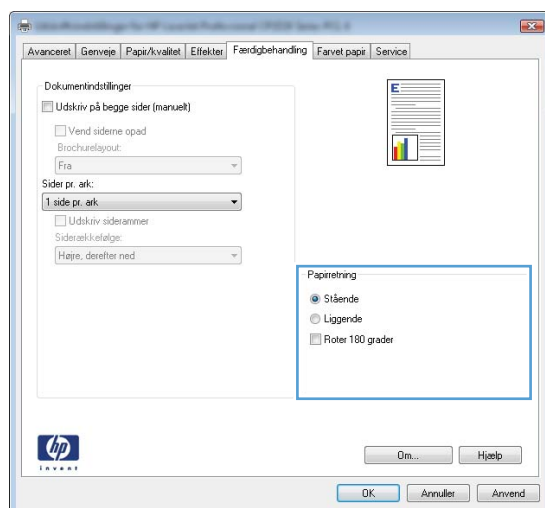 Avanceret Genveje Papir/kvalitet Effekter Færdigbehandling Farvet papir Service
Dokumentindstillinger
Udskriv på begge sider (manuelt)
Vend siderne opad
Brochurelayout:
Fra
Sider pr. ark:
1 side pr. ark
Udskriv siderammer
Siderækkefølge:
Højre, derefter ned
E
Papirretning
Stående
Liggende
Roter 180 grader
hp
invent
Om... Hjælp
OK Annuller Anvend